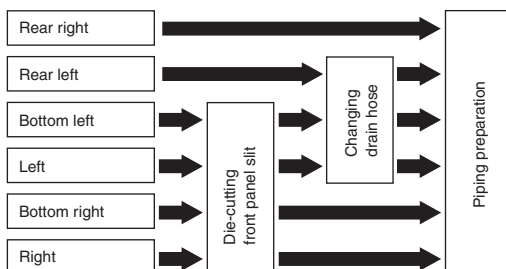 Rear right
Rear left
Bottom left
Left
Bottom right
Right
Die-cutting
front panel slit
Changing
drain hose
Piping preparation